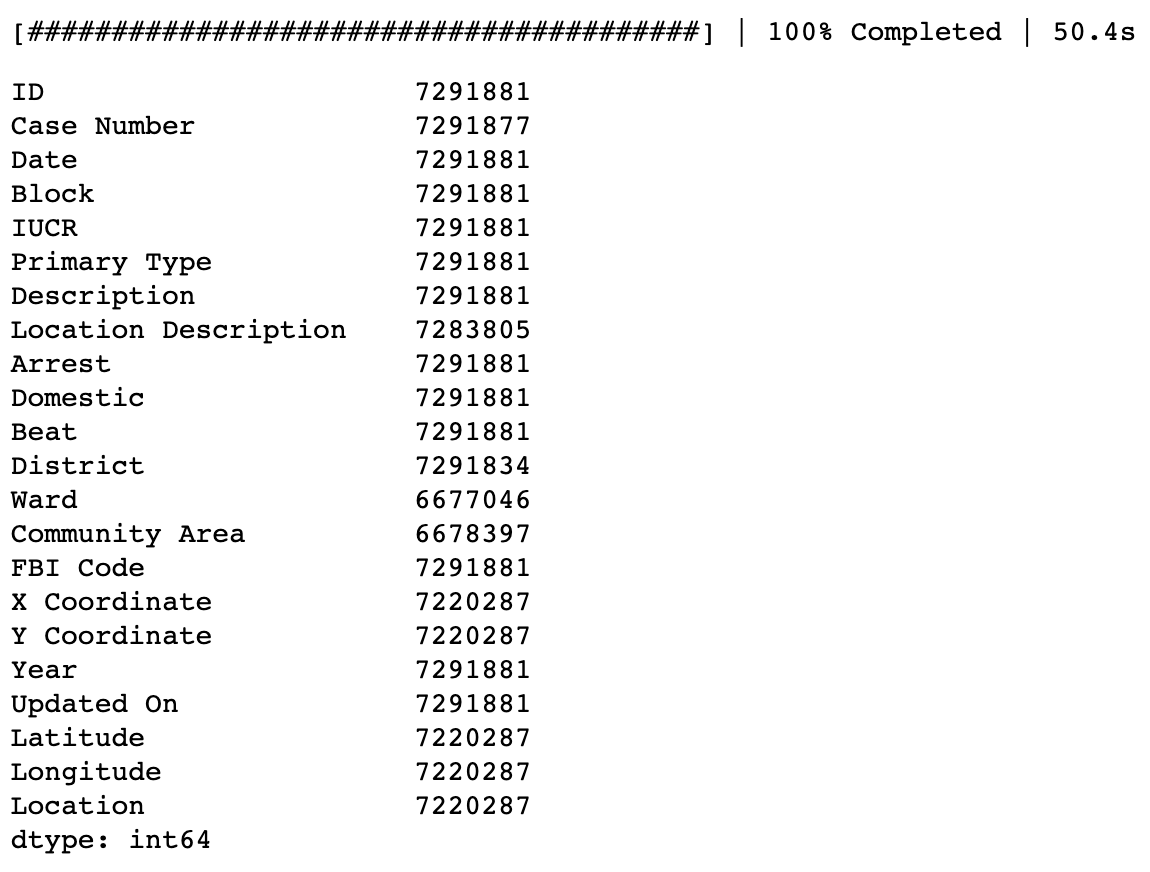 [########################################] | 100% Completed | 50.4s
ID 7291881
Case Number 7291877
Date 7291881
Block 7291881
IUCR 7291881
Primary Type 7291881
Description 7291881
Location Description 7283805
Arrest 7291881
Domestic 7291881
Beat 7291881
District 7291834
Ward 6677046
Community Area 6678397
FBI Code 7291881
X Coordinate 7220287
Y Coordinate 7220287
Year 7291881
Updated On 7291881
Latitude 7220287
Longitude 7220287
Location 7220287
dtype: int64